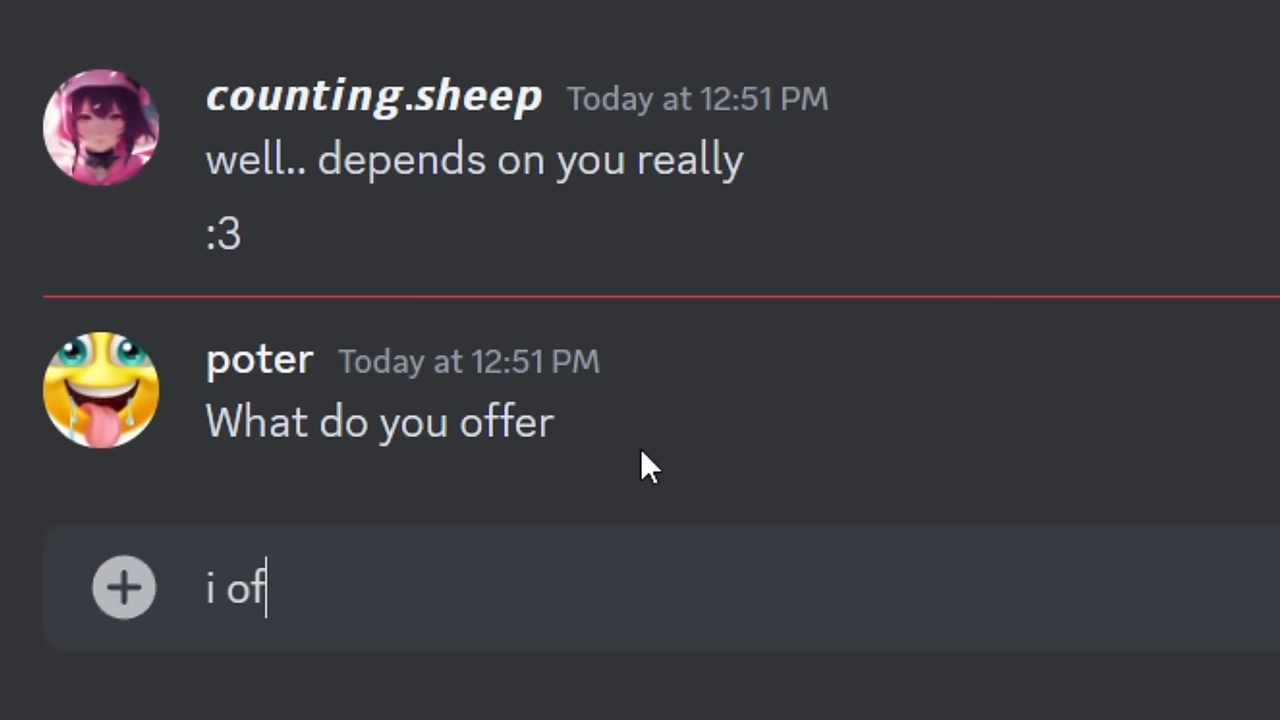 counting.sheep Today at 12:51 PM
well.. depends on you really
:3
poter Today at 12:51 PM
What do you offer
i of